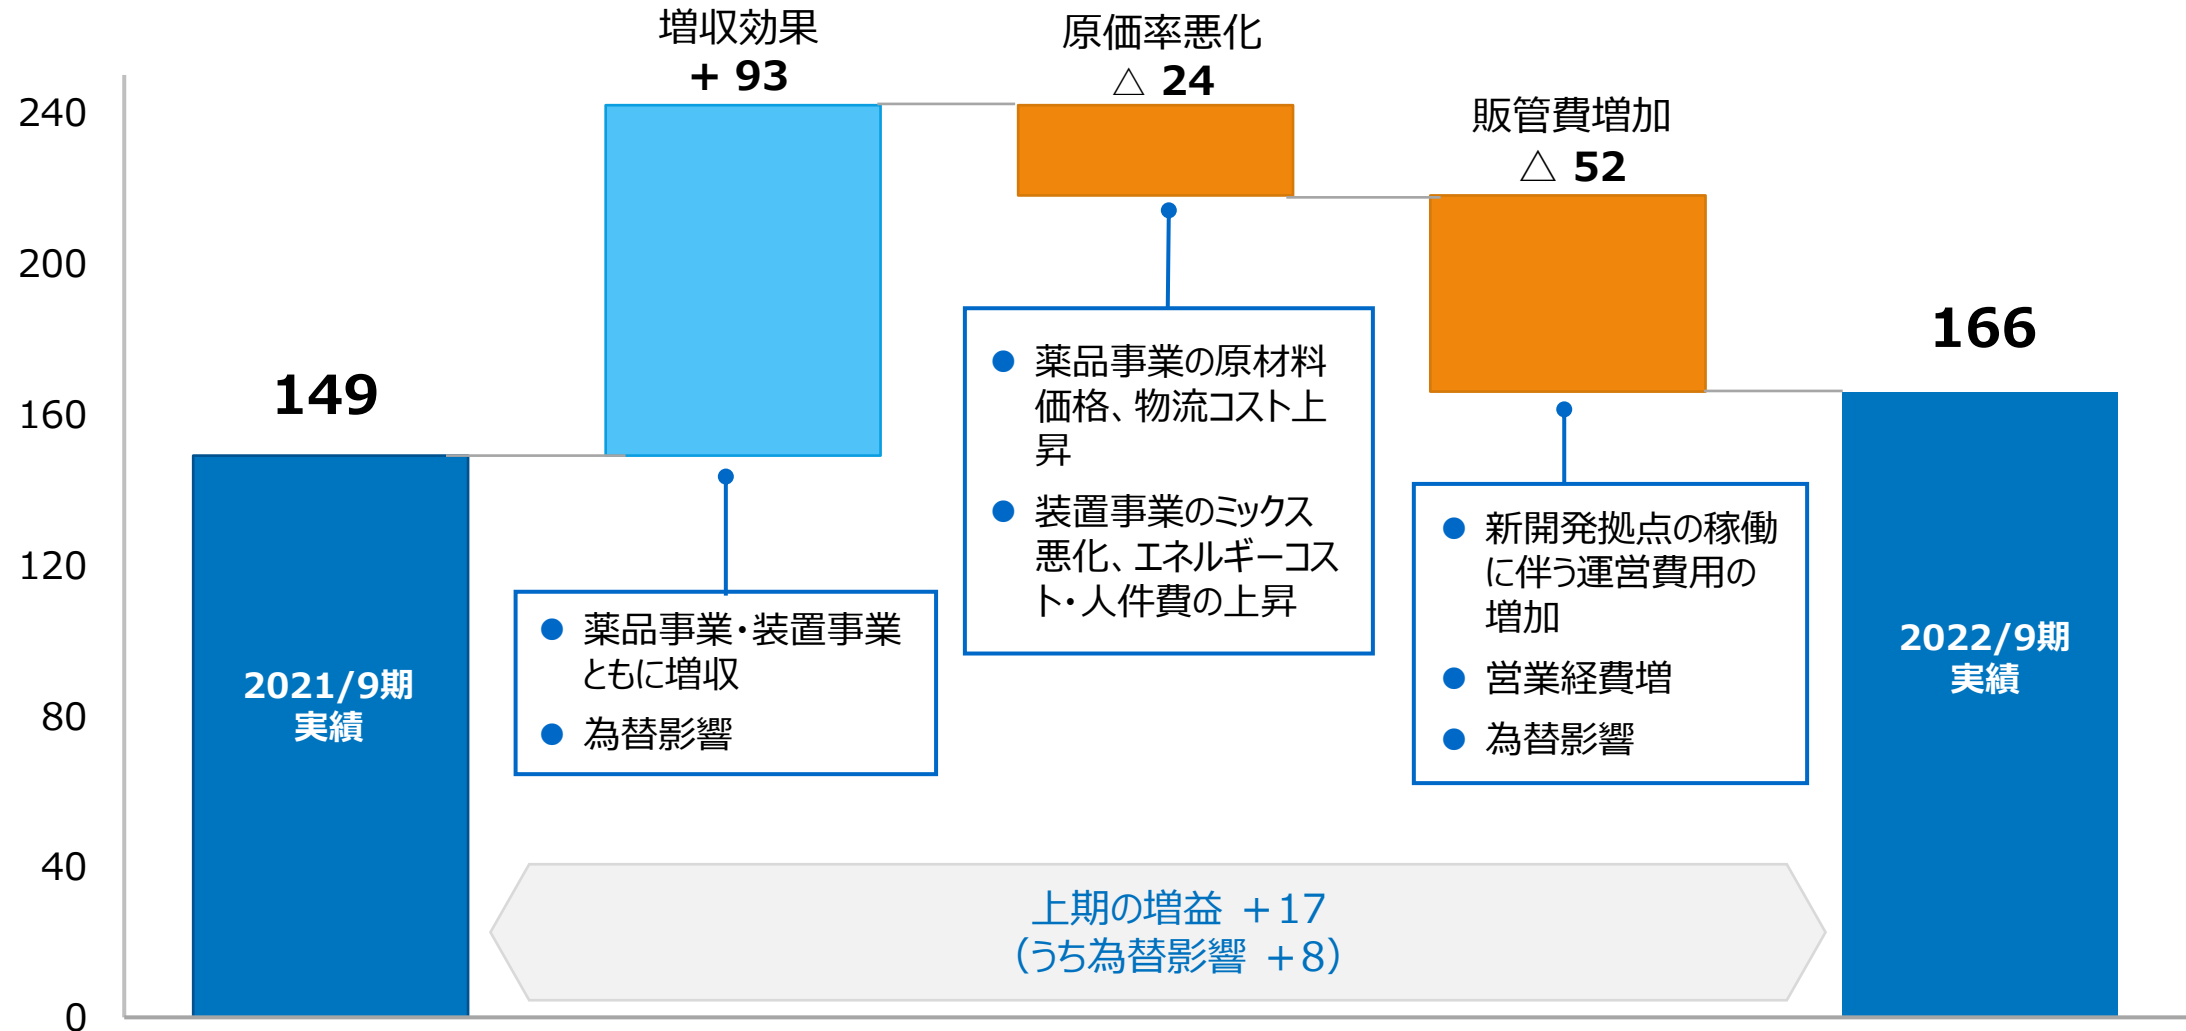 増収効果
+ 93
原価率悪化
△ 24
販管費増加
△ 52
240
200
160
120
80
40
0
149
166
2021/9期
実績
2022/9期
実績
● 薬品事業・装置事業
ともに増収
● 為替影響
● 薬品事業の原材料
価格、物流コスト上
昇
● 装置事業のミックス
悪化、エネルギーコス
ト・人件費の上昇
● 新開発拠点の稼働
に伴う運営費用の
増加
● 営業経費増
● 為替影響
上期の増益 +17
(うち為替影響 +8)